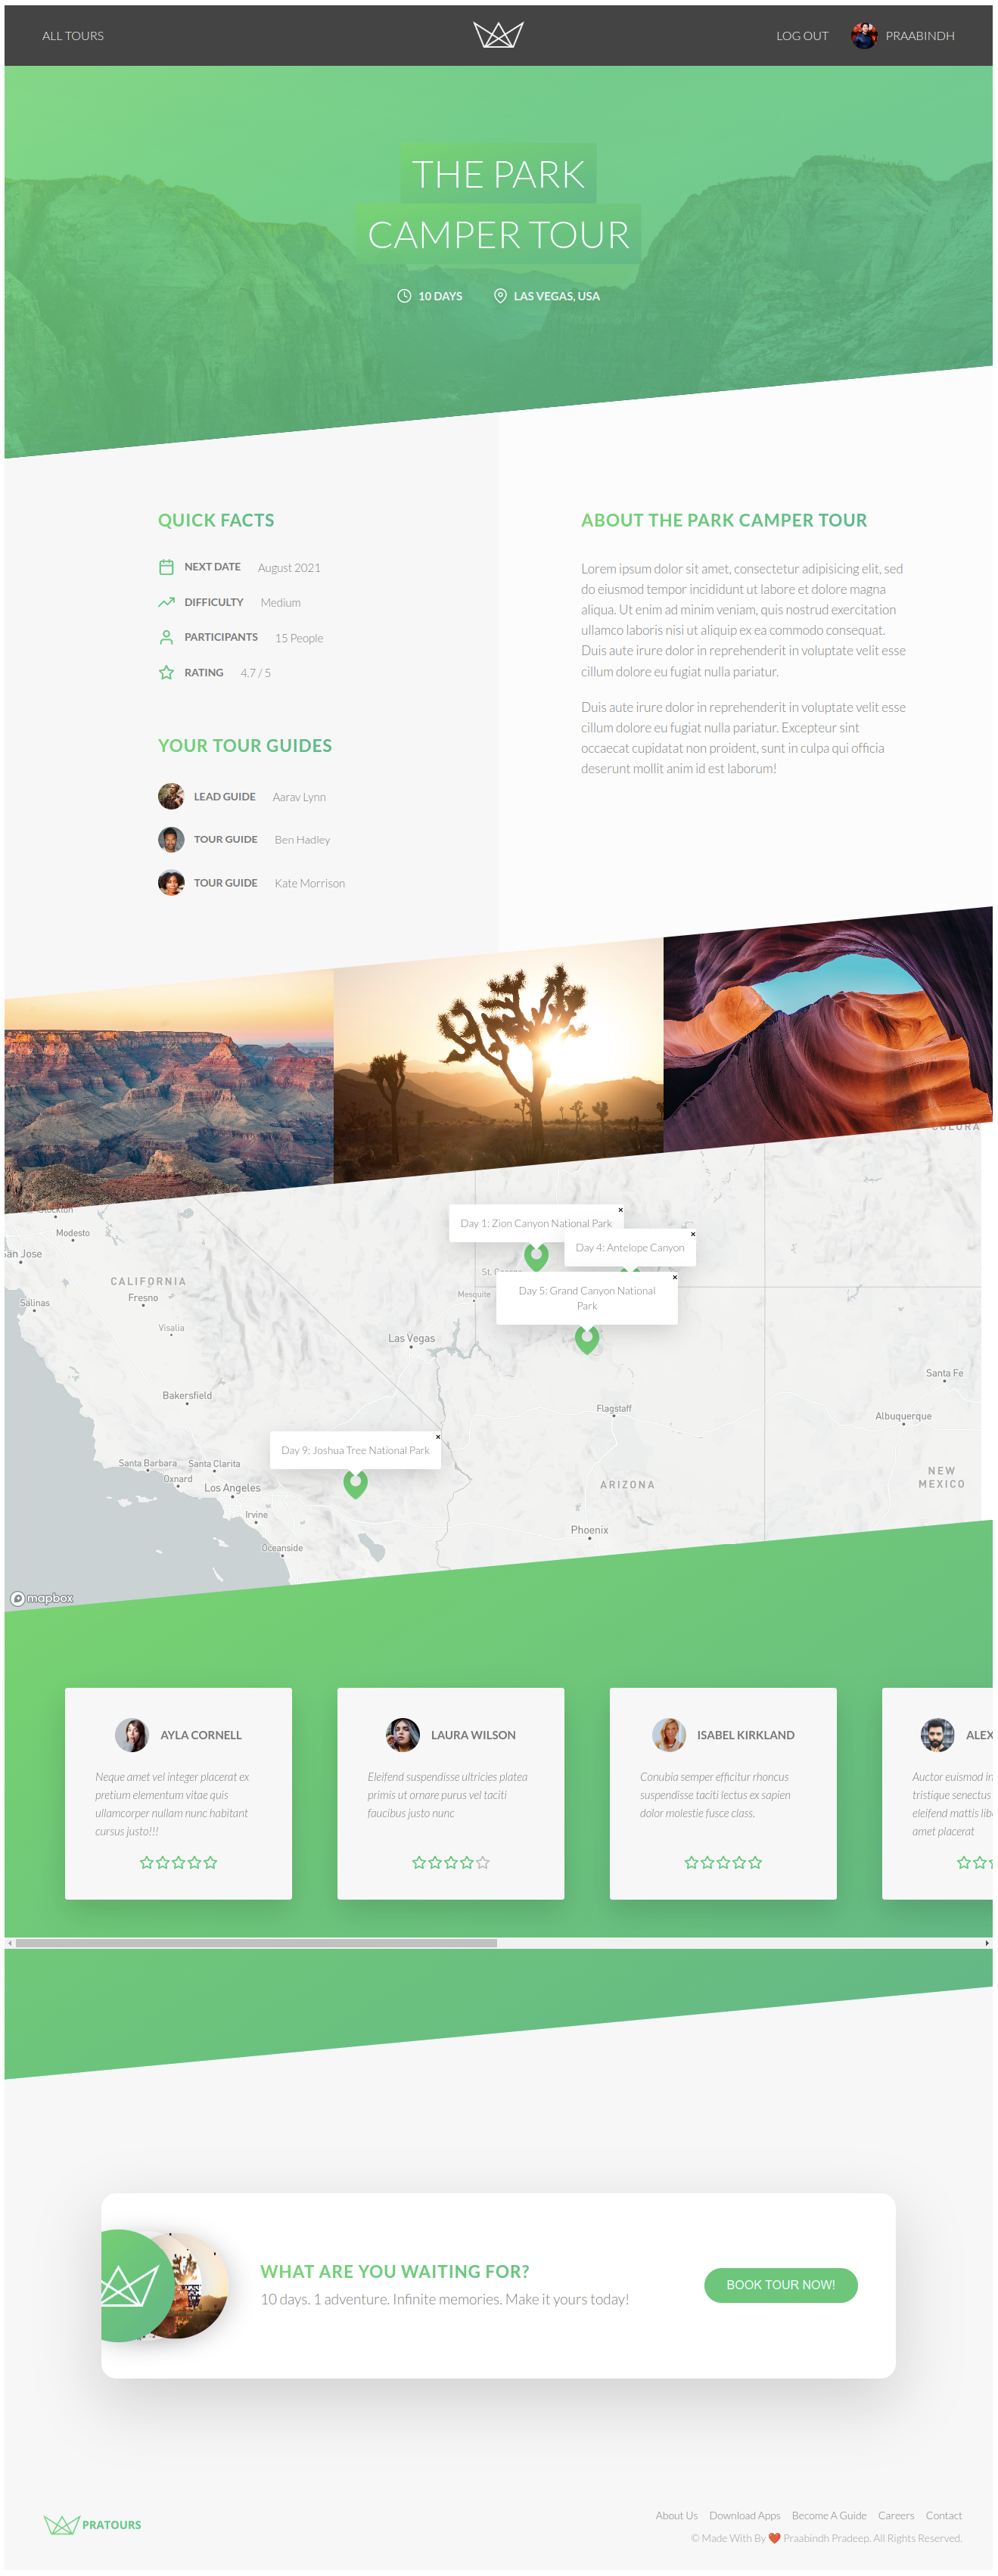 ALL TOURS
LOG OUT
PRAABINDH
THE PARK
CAMPER TOUR
10 DAYS
LAS VEGAS, USA
QUICK FACTS
NEXT DATE August 2021
DIFFICULTY Medium
PARTICIPANTS 15 People
RATING 4.7 / 5
YOUR TOUR GUIDES
LEAD GUIDE Aarav Lynn
TOUR GUIDE Ben Hadley
TOUR GUIDE Kate Morrison
ABOUT THE PARK CAMPER TOUR
Lorem ipsum dolor sit amet, consectetur adipisicing elit, sed
do eiusmod tempor incididunt ut labore et dolore magna
aliqua. Ut enim ad minim veniam, quis nostrud exercitation
ullamco laboris nisi ut aliquip ex ea commodo consequat.
Duis aute irure dolor in reprehenderit in voluptate velit esse
cillum dolore eu fugiat nulla pariatur.
Duis aute irure dolor in reprehenderit in voluptate velit esse
cillum dolore eu fugiat nulla pariatur. Excepteur sint
occaecat cupidatat non proident, sunt in culpa qui officia
deserunt mollit anim id est laborum!
Modesto
San Jose
CALIFORNIA
Salinas
Fresno
Visalia
Day 1: Zion Canyon National Park
×
Day 4: Antelope Canyon
×
St.
Mesquite
Day 5: Grand Canyon National
Park
×
Las Vegas
Bakersfield
Santa Fe
Flagstaff
Albuquerque
Day 9: Joshua Tree National Park
×
Santa Barbara
Santa Clarita
Oxnard
Los Angeles
ARIZONA
NEW
MEXICO
Irvine
Phoenix
Oceanside
mapbox
AYLA CORNELL
Neque amet vel integer placerat ex
pretium elementum vitae quis
ullamcorper nullam nunc habitant
cursus justo!!!
LAURA WILSON
Eleifend suspendisse ultricies platea
primis ut ornare purus vel taciti
faucibus justo nunc
ISABEL KIRKLAND
Conubia semper efficitur rhoncus
suspendisse taciti lectus ex sapien
dolor molestie fusce class.
ALEX
Auctor euismod in
tristique senectus
eleifend mattis lib
amet placerat
WHAT ARE YOU WAITING FOR?
10 days. 1 adventure. Infinite memories. Make it yours today!
BOOK TOUR NOW!
PRATOURS
About Us Download Apps Become A Guide Careers Contact
© Made With By ❤️ Praabindh Pradeep. All Rights Reserved.